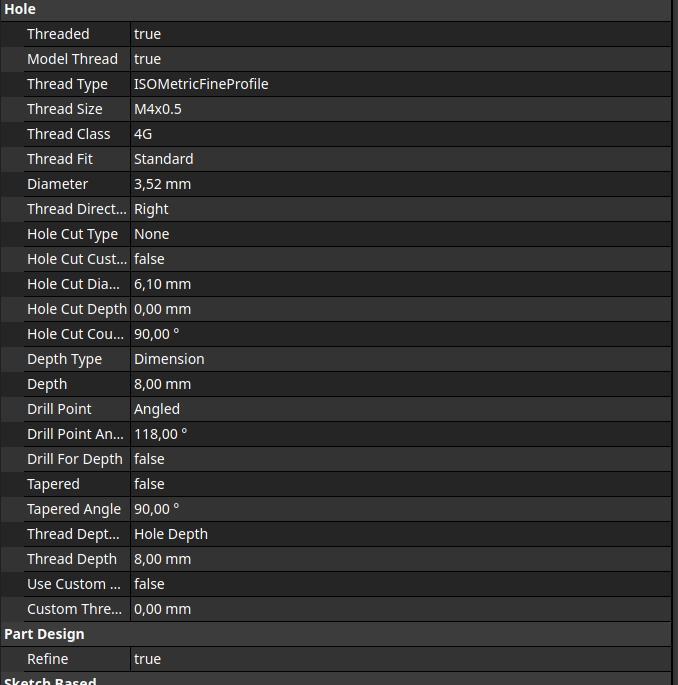 Hole
Threaded true
Model Thread true
Thread Type ISOMetricFineProfile
Thread Size M4x0.5
Thread Class 4G
Thread Fit Standard
Diameter 3,52 mm
Thread Direct... Right
Hole Cut Type None
Hole Cut Cust... false
Hole Cut Dia... 6,10 mm
Hole Cut Depth 0,00 mm
Hole Cut Cou... 90,00 °
Depth Type Dimension
Depth 8,00 mm
Drill Point Angled
Drill Point An... 118,00 °
Drill For Depth false
Tapered false
Tapered Angle 90,00 °
Thread Dept... Hole Depth
Thread Depth 8,00 mm
Use Custom ... false
Custom Thre... 0,00 mm
Part Design
Refine true
Sketch Based